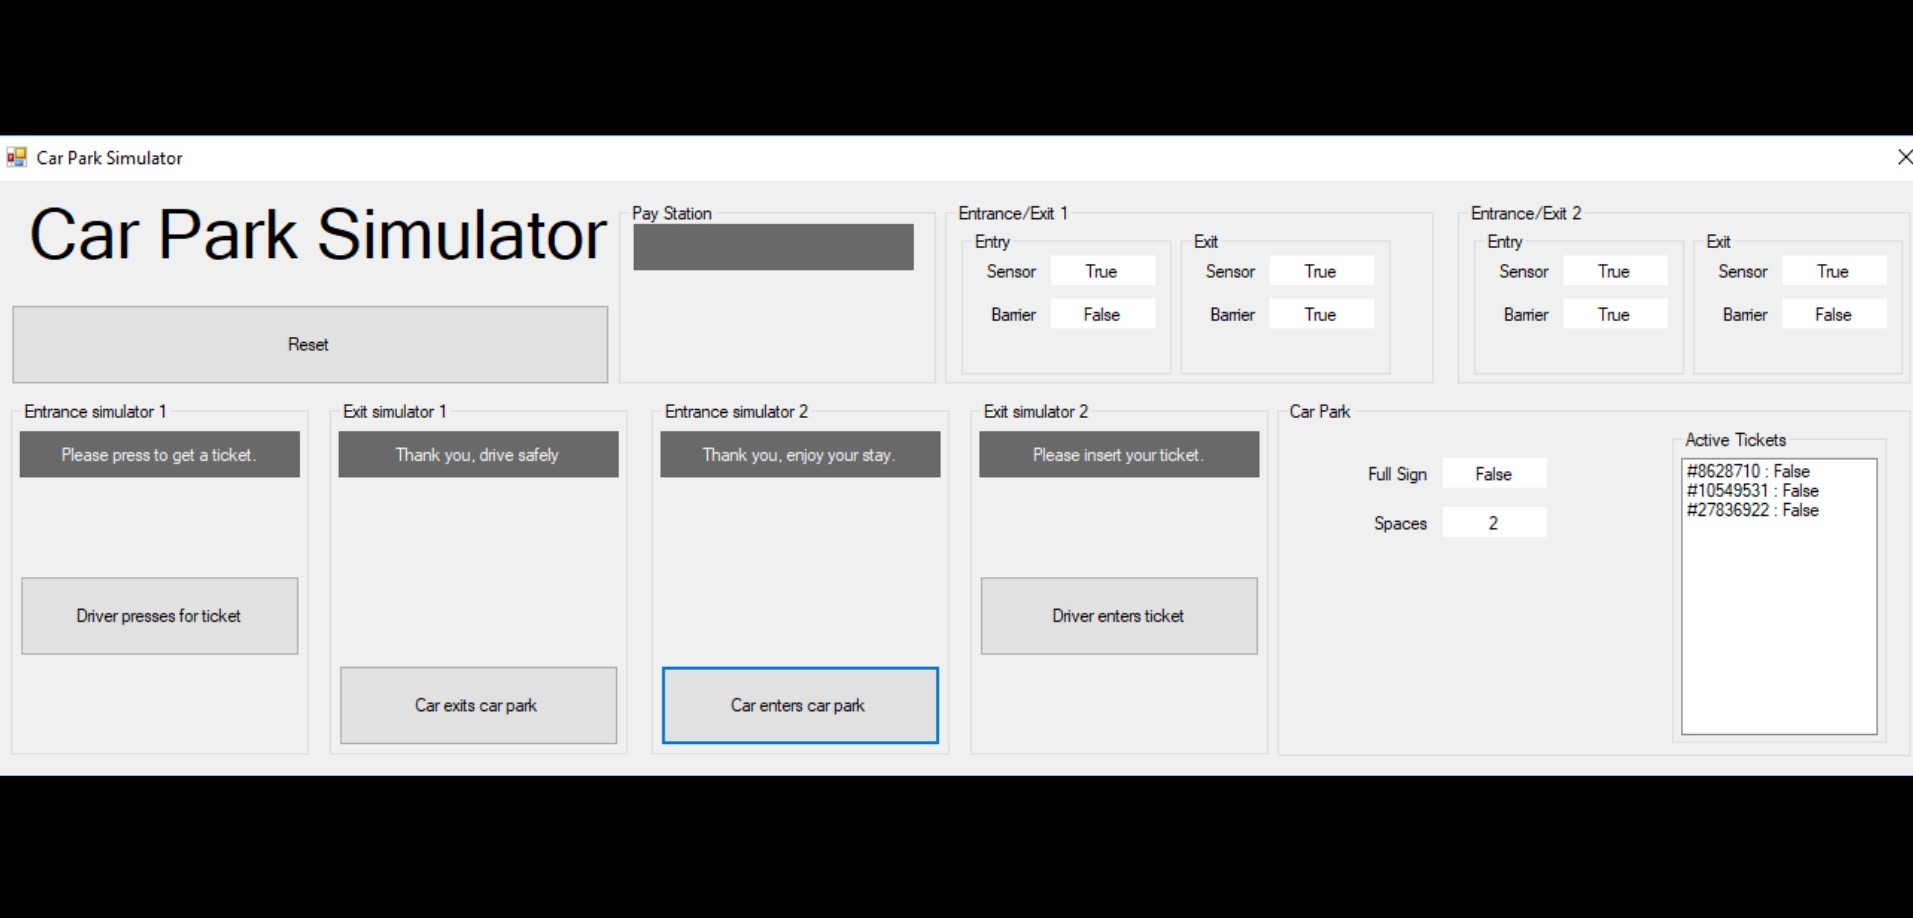 Car Park Simulator
Car Park Simulator
Reset
Pay Station
Entrance/Exit 1
Entry
Sensor True
Barrier False
Exit
Sensor True
Barrier True
Entrance/Exit 2
Entry
Sensor True
Barrier True
Exit
Sensor True
Barrier False
Entrance simulator 1
Please press to get a ticket.
Driver presses for ticket
Exit simulator 1
Thank you, drive safely
Car exits car park
Entrance simulator 2
Thank you, enjoy your stay.
Car enters car park
Exit simulator 2
Please insert your ticket.
Driver enters ticket
Car Park
Full Sign False
Spaces 2
Active Tickets
#8628710 : False
#10549531 : False
#27836922 : False